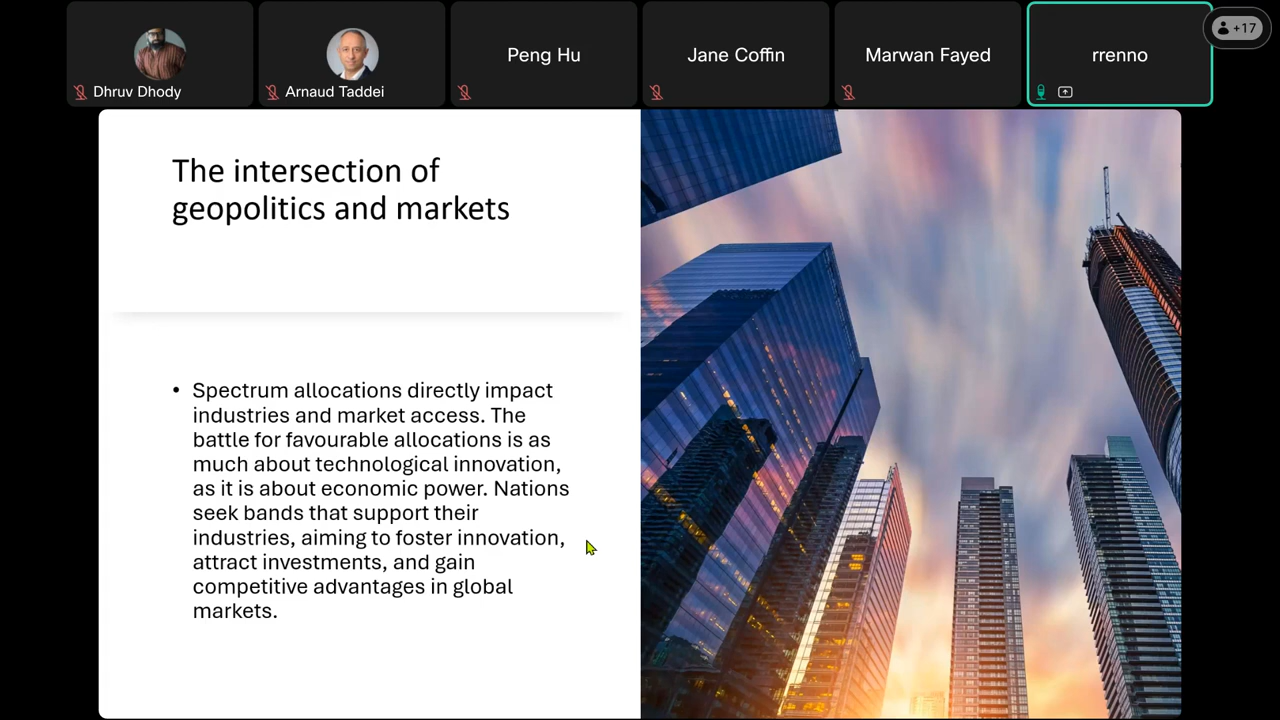 Dhruv Dhody
Arnaud Taddei
Peng Hu
Jane Coffin
Marwan Fayed
rrenno
+17
The intersection of
geopolitics and markets
• Spectrum allocations directly impact
industries and market access. The
battle for favourable allocations is as
much about technological innovation,
as it is about economic power. Nations
seek bands that support their
industries, aiming to foster innovation,
attract investments, and gain
competitive advantages in global
markets.